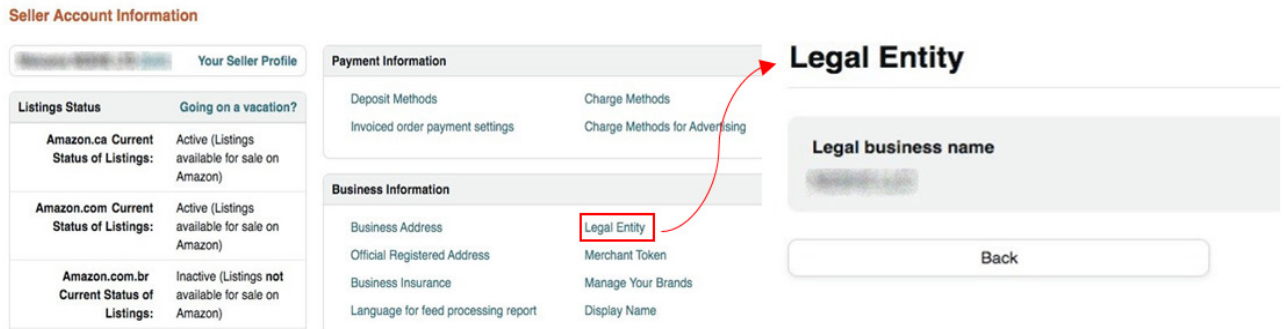 Seller Account Information
Your Seller Profile
Listings Status
Going on a vacation?
Amazon.ca Current
Status of Listings:
Active (Listings
available for sale on
Amazon)
Amazon.com Current
Status of Listings:
Active (Listings
available for sale on
Amazon)
Amazon.com.br
Current Status of
Listings:
Inactive (Listings not
available for sale on
Amazon)
Payment Information
Deposit Methods
Charge Methods
Invoiced order payment settings
Charge Methods for Advertising
Business Information
Business Address
Legal Entity
Official Registered Address
Merchant Token
Business Insurance
Manage Your Brands
Language for feed processing report
Display Name
Legal Entity
Legal business name
Back